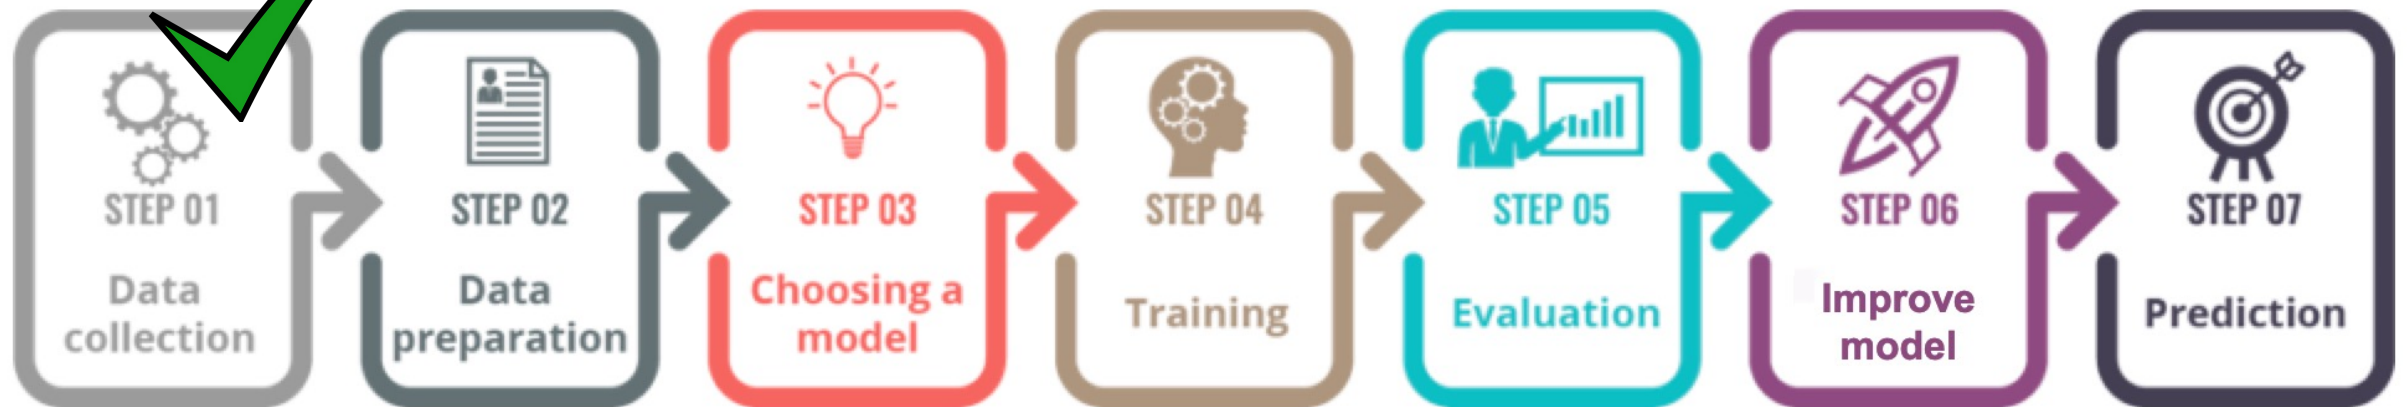 STEP 01
Data
collection
STEP 02
Data
preparation
STEP 03
Choosing a
model
STEP 04
Training
STEP 05
Evaluation
STEP 06
Improve
model
STEP 07
Prediction